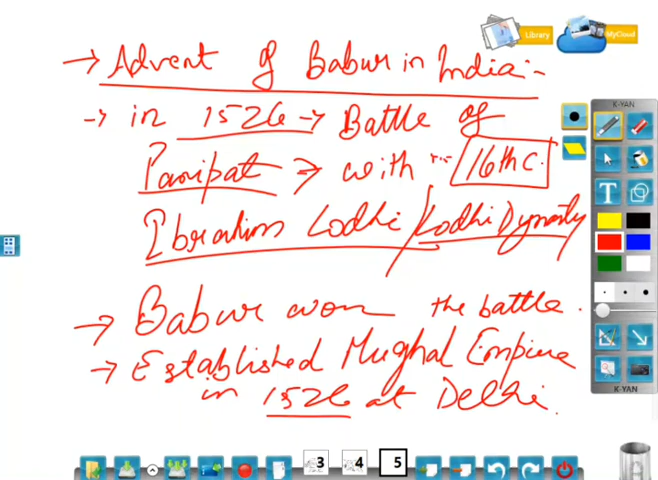 Library
MyCloud
→ Advent of Babur in India :-
→ in 1526 → Battle of
Panipat → with 16th C.
Ibrahim Lodhi / Lodhi Dynasty
→ Babur won the battle.
→ Established Mughal Empire
in 1526 at Delhi.
K-YAN
T
K-YAN
3 4 5